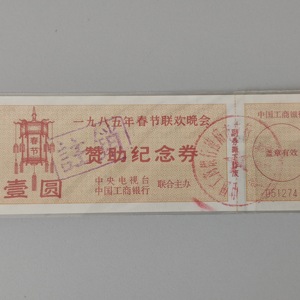 一九八五年春节联欢晚会
春节
赞助纪念券
壹圆
中央电视台
中国工商银行
联合主办
中国工商银行
盖章有效
051274